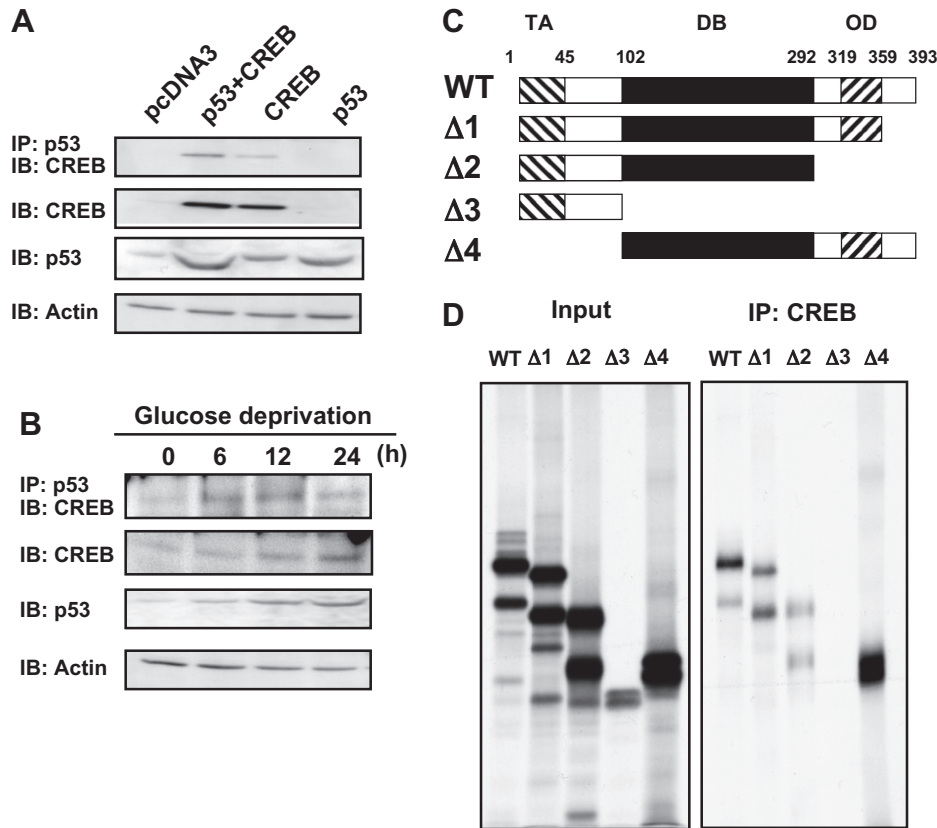 A
pcDNA3 p53+CREB CREB p53
IP: p53
IB: CREB
IB: CREB
IB: p53
IB: Actin
B
Glucose deprivation
0 6 12 24 (h)
IP: p53
IB: CREB
IB: CREB
IB: p53
IB: Actin
C
TA DB OD
1 45 102 292 319 359 393
WT
Δ1
Δ2
Δ3
Δ4
D
Input IP: CREB
WT Δ1 Δ2 Δ3 Δ4 WT Δ1 Δ2 Δ3 Δ4